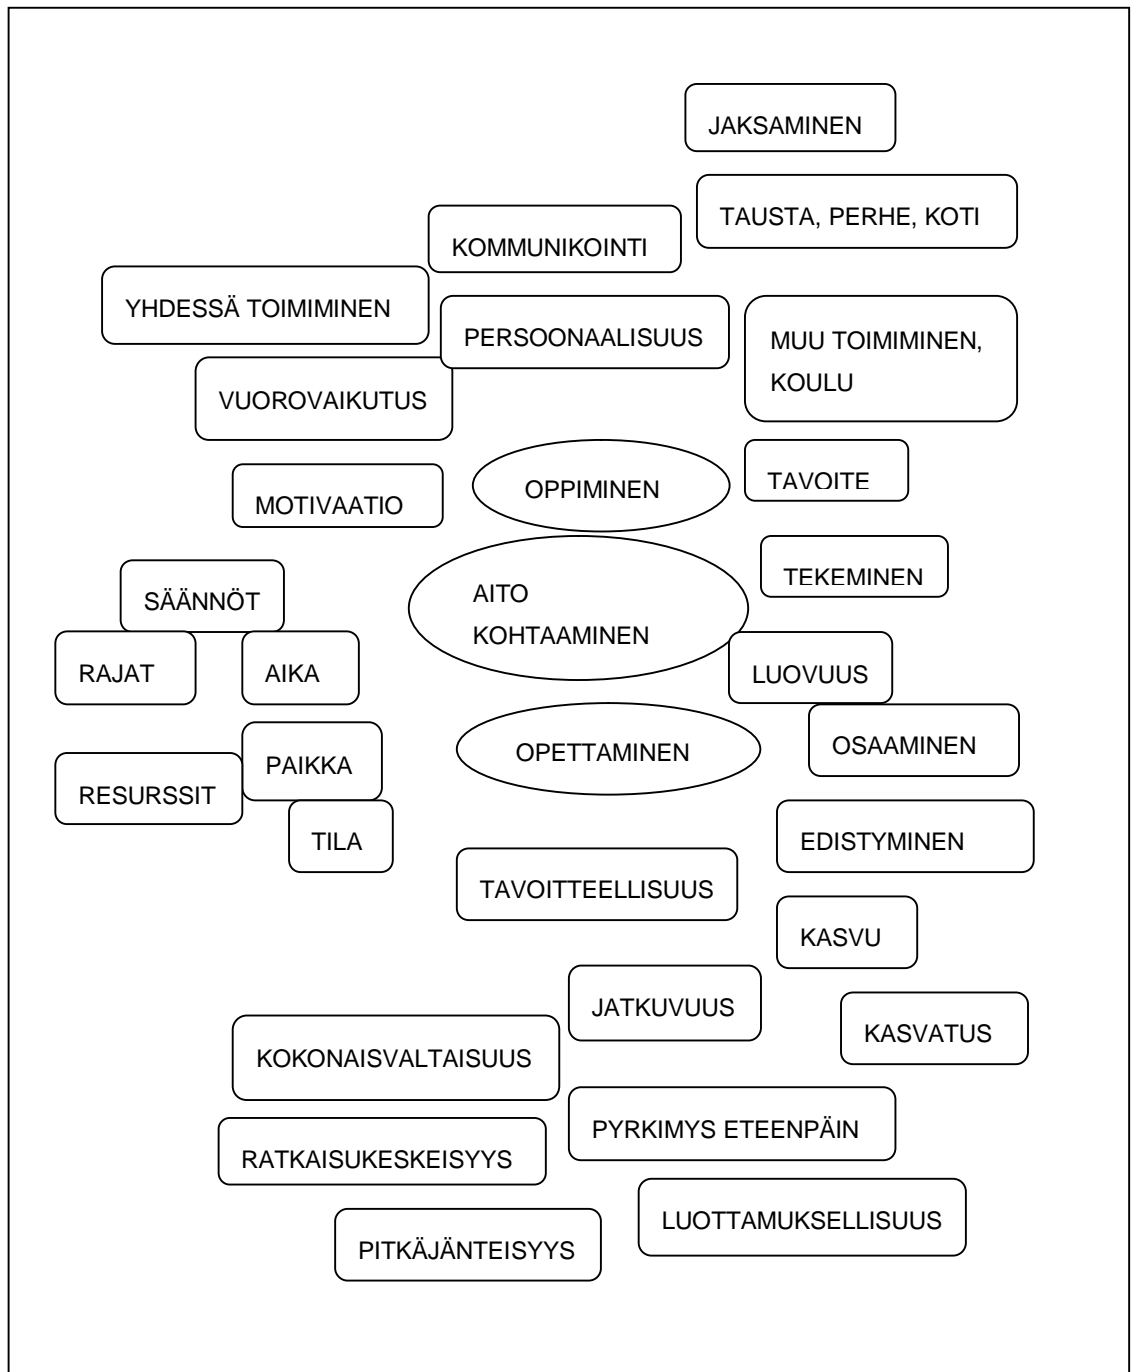 JAKSAMINEN
TAUSTA, PERHE, KOTI
KOMMUNIKOINTI
YHDESSÄ TOIMIMINEN
PERSOONAALISUUS
MUU TOIMIMINEN,
KOULU
VUOROVAIKUTUS
OPPIMINEN
TAVOITE
MOTIVAATIO
TEKEMINEN
AITO
KOHTAAMINEN
SÄÄNNÖT
RAJAT
AIKA
LUOVUUS
OPETTAMINEN
OSAAMINEN
PAIKKA
RESURSSIT
TILA
EDISTYMINEN
TAVOITTEELLISUUS
KASVU
JATKUVUUS
KASVATUS
KOKONAISVALTAISUUS
PYRKIMYS ETEENPÄIN
RATKAISUKESKEISYYS
LUOTTAMUKSELLISUUS
PITKÄJÄNTEISYYS